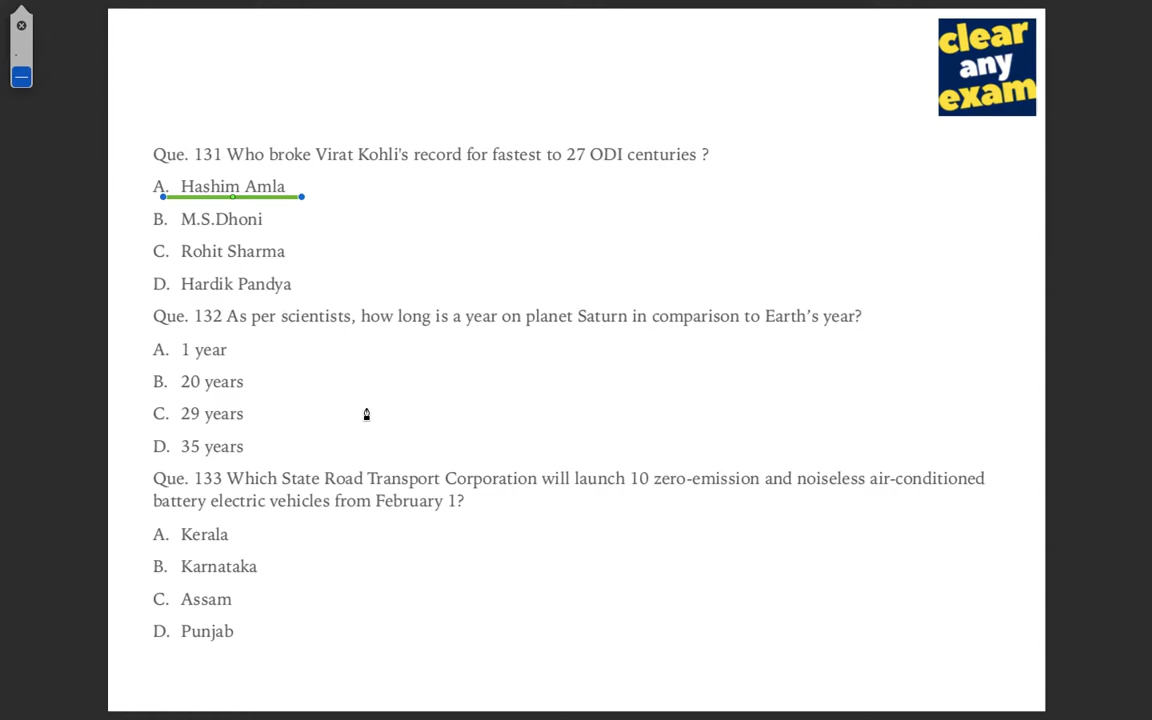 clear
any
exam
Que. 131 Who broke Virat Kohli's record for fastest to 27 ODI centuries ?
A. Hashim Amla
B. M.S.Dhoni
C. Rohit Sharma
D. Hardik Pandya
Que. 132 As per scientists, how long is a year on planet Saturn in comparison to Earth’s year?
A. 1 year
B. 20 years
C. 29 years
D. 35 years
Que. 133 Which State Road Transport Corporation will launch 10 zero-emission and noiseless air-conditioned
battery electric vehicles from February 1?
A. Kerala
B. Karnataka
C. Assam
D. Punjab